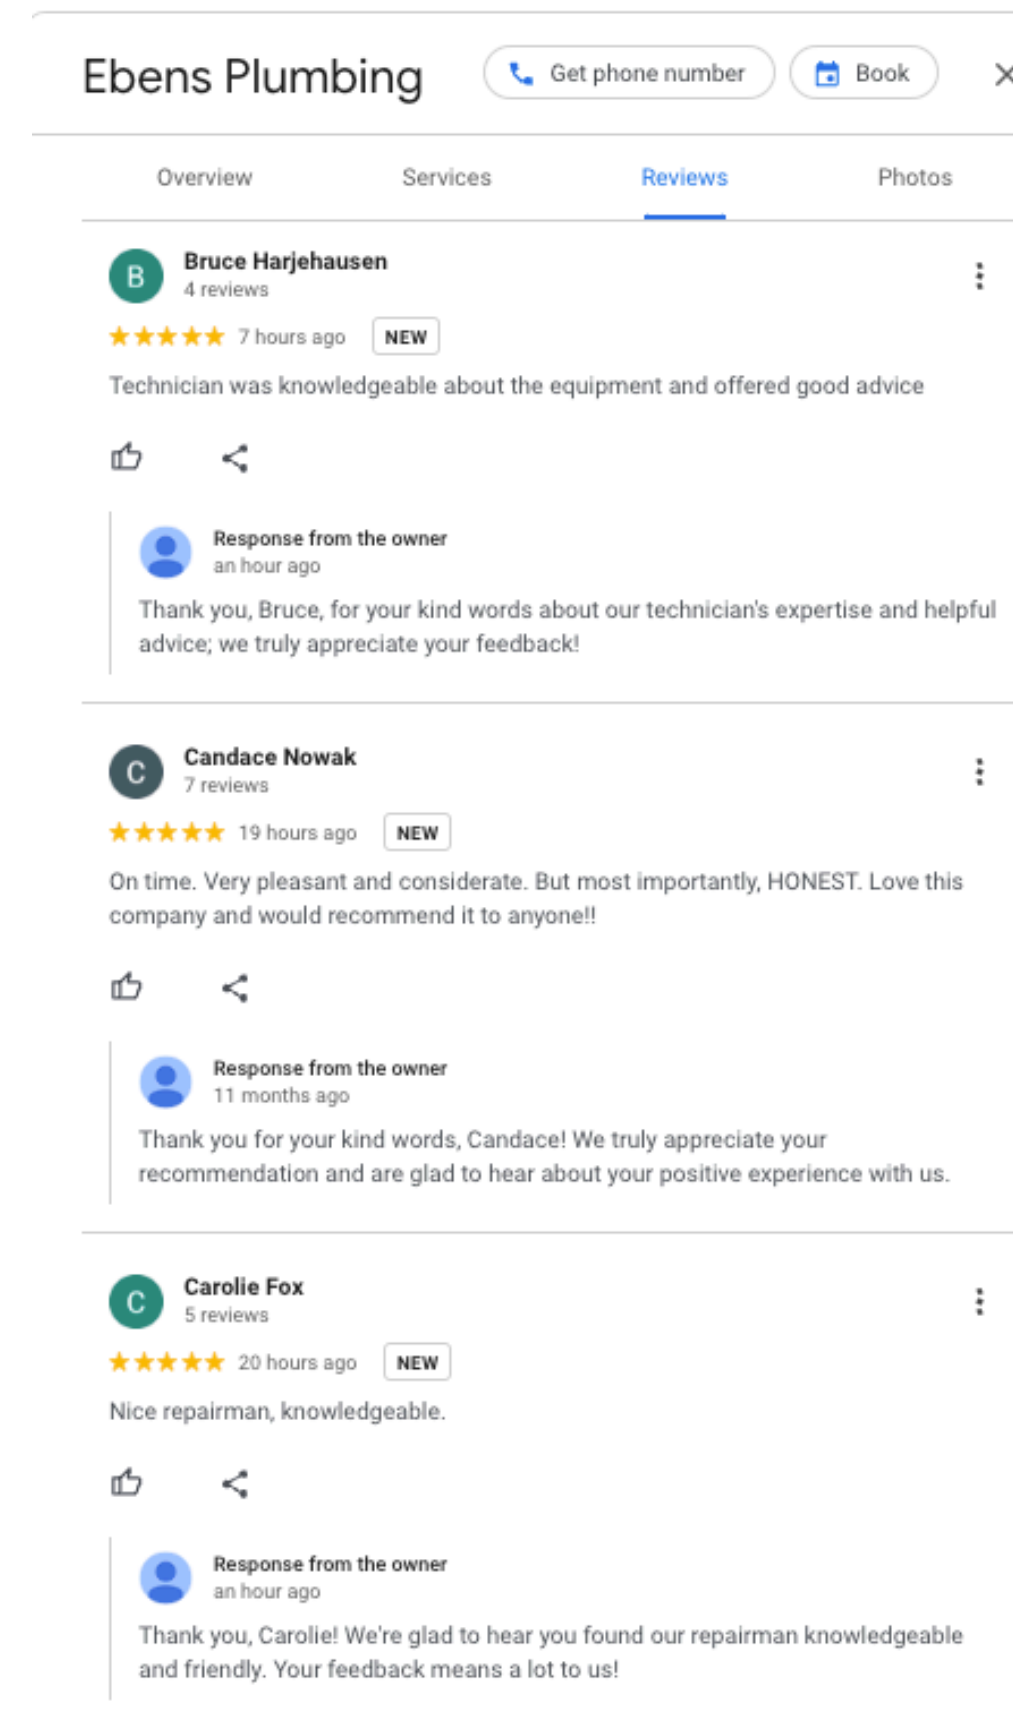 Ebens Plumbing
Get phone number
Book
Overview
Services
Reviews
Photos
B
Bruce Harjehausen
4 reviews
7 hours ago
NEW
Technician was knowledgeable about the equipment and offered good advice
Response from the owner
an hour ago
Thank you, Bruce, for your kind words about our technician's expertise and helpful
advice; we truly appreciate your feedback!
C
Candace Nowak
7 reviews
19 hours ago
NEW
On time. Very pleasant and considerate. But most importantly, HONEST. Love this
company and would recommend it to anyone!!
Response from the owner
11 months ago
Thank you for your kind words, Candace! We truly appreciate your
recommendation and are glad to hear about your positive experience with us.
C
Carolie Fox
5 reviews
20 hours ago
NEW
Nice repairman, knowledgeable.
Response from the owner
an hour ago
Thank you, Carolie! We're glad to hear you found our repairman knowledgeable
and friendly. Your feedback means a lot to us!